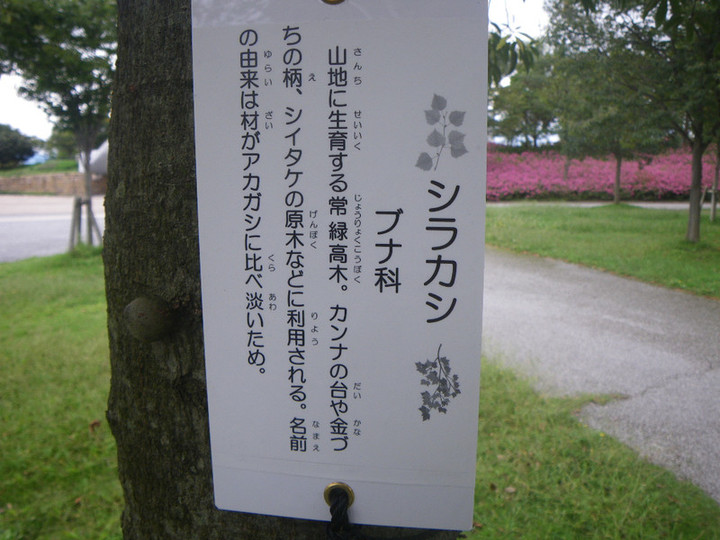 シラカシ
ブナ科
山地に生育する常緑高木。カンナの台や金づ
ちの柄、シイタケの原木などに利用される。名前
の由来は材がアカガシに比べ淡いため。